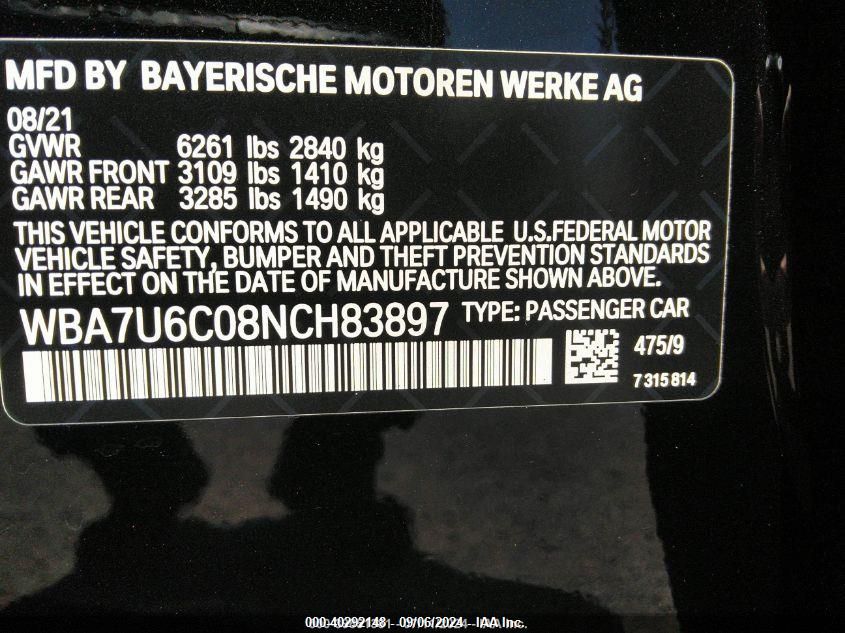 MFD BY BAYERISCHE MOTOREN WERKE AG
08/21
GVWR 6261 lbs 2840 kg
GAWR FRONT 3109 lbs 1410 kg
GAWR REAR 3285 lbs 1490 kg
THIS VEHICLE CONFORMS TO ALL APPLICABLE U.S.FEDERAL MOTOR
VEHICLE SAFETY, BUMPER AND THEFT PREVENTION STANDARDS
IN EFFECT ON THE DATE OF MANUFACTURE SHOWN ABOVE.
WBA7U6C08NCH83897 TYPE: PASSENGER CAR
475/9
7315814
000-40292148 - 09/06/2024 - IAA Inc.